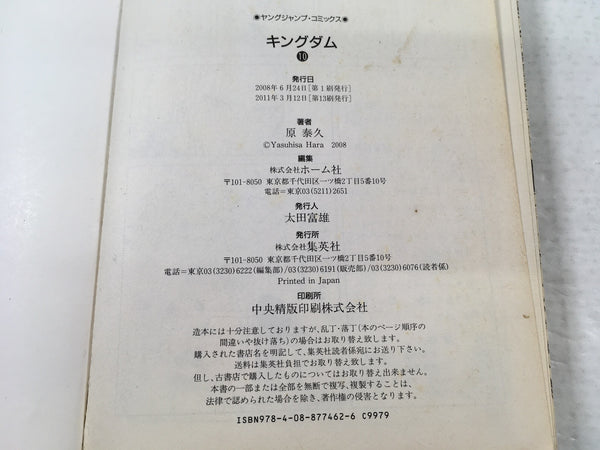 ●ヤングジャンプ・コミックス●
キングダム
⑩
発行日
2008年6月24日[第1刷発行]
2011年3月12日[第13刷発行]
著者
原 泰久
©Yasuhisa Hara 2008
編集
株式会社ホーム社
〒101-8050 東京都千代田区一ツ橋2丁目5番10号
電話=東京03(5211)2651
発行人
太田富雄
発行所
株式会社集英社
〒101-8050 東京都千代田区一ツ橋2丁目5番10号
電話=東京03(3230)6222(編集部)/03(3230)6191(販売部)/03(3230)6076(読者係)
Printed in Japan
印刷所
中央精版印刷株式会社
造本には十分注意しておりますが、乱丁・落丁(本のページ順序の
間違いや抜け落ち)の場合はお取り替え致します。
購入された書店名を明記して、集英社読者係宛にお送り下さい。
送料は集英社負担でお取り替え致します。
但し、古書店で購入したものについてはお取り替え出来ません。
本書の一部または全部を無断で複写、複製することは、
法律で認められた場合を除き、著作権の侵害となります。
ISBN978-4-08-877462-6 C9979